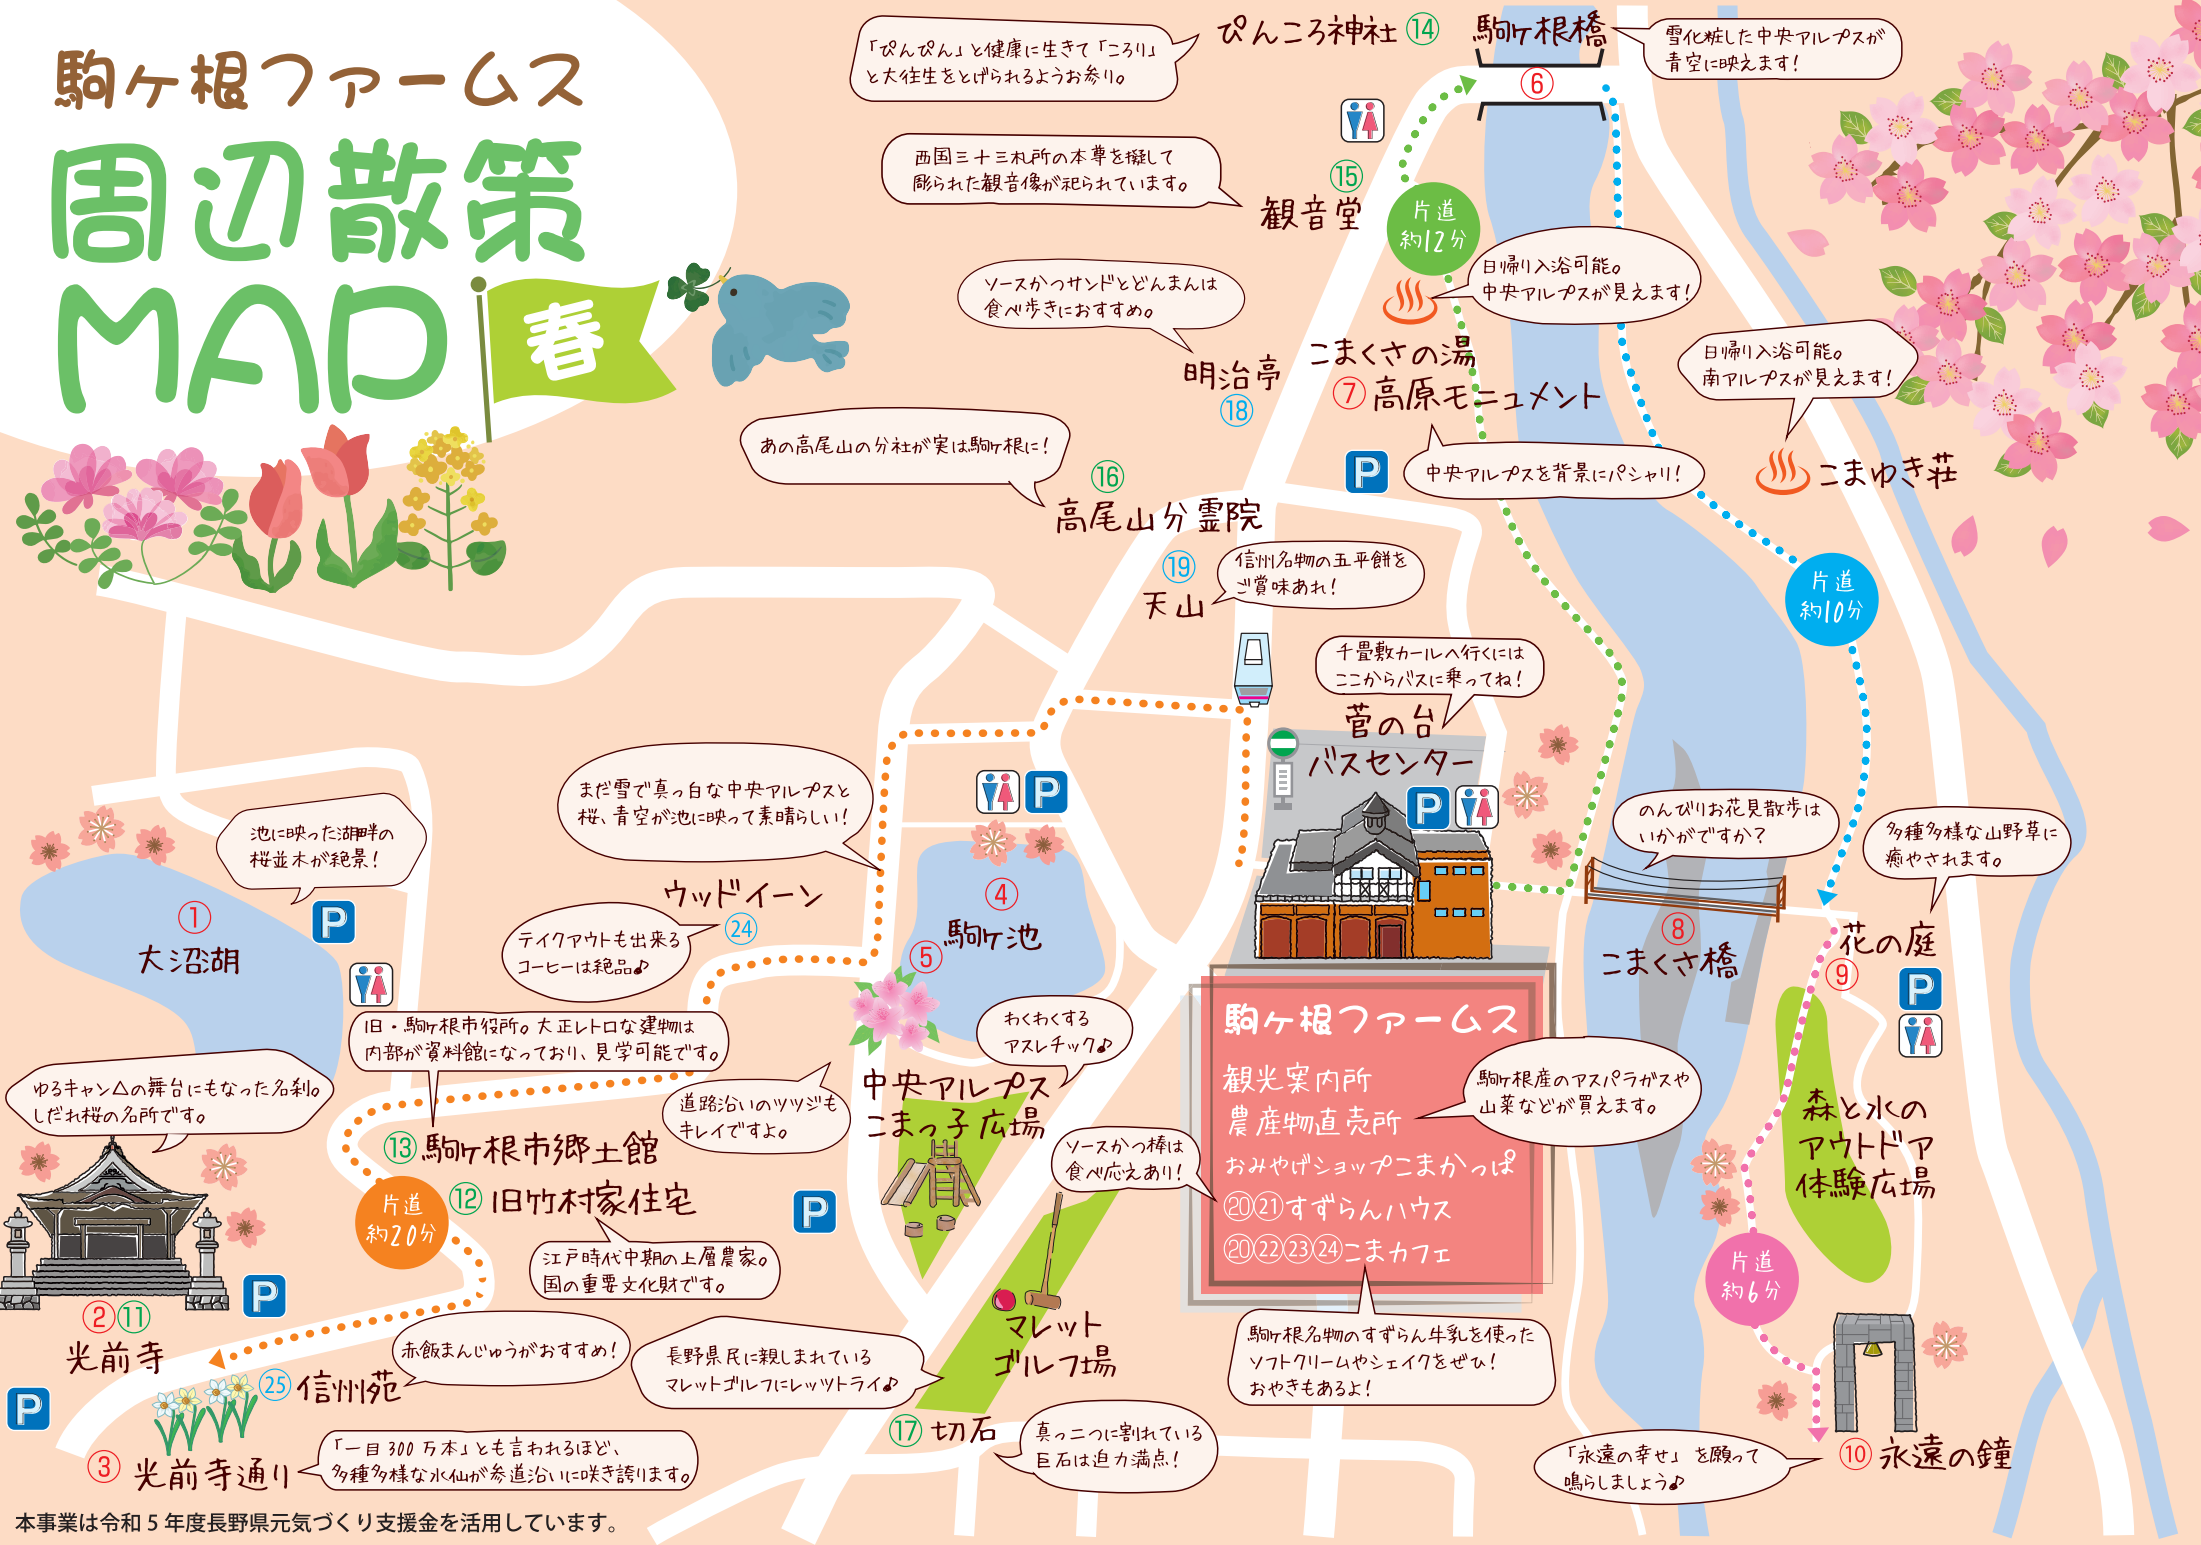 駒ヶ根ファームス
周辺散策
MAP
春
「ぴんぴん」と健康に生きて「ころり」
と大往生をとげられるようお参り。
ぴんころ神社 ⑭
駒ヶ根橋
⑥
雪化粧した中央アルプスが
青空に映えます!
西国三十三札所の本尊を擬して
彫られた観音像が祀られています。
⑮
観音堂
片道
約12分
日帰り入浴可能。
中央アルプスが見えます!
ソースかつサンドとどんまんは
食べ歩きにおすすめ。
明治亭
⑱
こまくさの湯
⑦高原モニュメント
日帰り入浴可能。
南アルプスが見えます!
こまゆき荘
あの高尾山の分社が実は駒ヶ根に!
⑯
高尾山分霊院
P
中央アルプスを背景にパシャリ!
⑲
天山
信州名物の五平餅を
ご賞味あれ!
片道
約10分
千畳敷カールへ行くには
ここからバスに乗ってね!
菅の台
バスセンター
P
まだ雪で真っ白な中央アルプスと
桜、青空が池に映って素晴らしい!
P
のんびりお花見散歩は
いかがですか?
多種多様な山野草に
癒やされます。
池に映った湖畔の
桜並木が絶景!
P
①
大沼湖
ウッドイーン
㉔
テイクアウトも出来る
コーヒーは絶品♪
④
駒ヶ池
⑤
⑧
こまくさ橋
花の庭
⑨
P
旧・駒ヶ根市役所。大正レトロな建物は
内部が資料館になっており、見学可能です。
わくわくする
アスレチック♪
駒ヶ根ファームス
観光案内所
農産物直売所
おみやげショップこまかっぱ
⑳㉑すずらんハウス
⑳㉒㉓㉔こまカフェ
駒ヶ根産のアスパラガスや
山菜などが買えます。
ゆるキャン△の舞台にもなった名刹。
しだれ桜の名所です。
道路沿いのツツジも
キレイですよ。
中央アルプス
こまっ子広場
ソースかつ棒は
食べ応えあり!
森と水の
アウトドア
体験広場
⑬駒ヶ根市郷土館
⑫旧竹村家住宅
片道
約20分
P
江戸時代中期の上層農家。
国の重要文化財です。
片道
約6分
P
②⑪
光前寺
赤飯まんじゅうがおすすめ!
㉕信州苑
長野県民に親しまれている
マレットゴルフにレッツトライ♪
マレット
ゴルフ場
駒ヶ根名物のすずらん牛乳を使った
ソフトクリームやシェイクをぜひ!
おやきもあるよ!
P
⑰切石
真っ二つに割れている
巨石は迫力満点!
「永遠の幸せ」を願って
鳴らしましょう♪
⑩永遠の鐘
③光前寺通り
「一目300万本」とも言われるほど、
多種多様な水仙が参道沿いに咲き誇ります。
本事業は令和5年度長野県元気づくり支援金を活用しています。